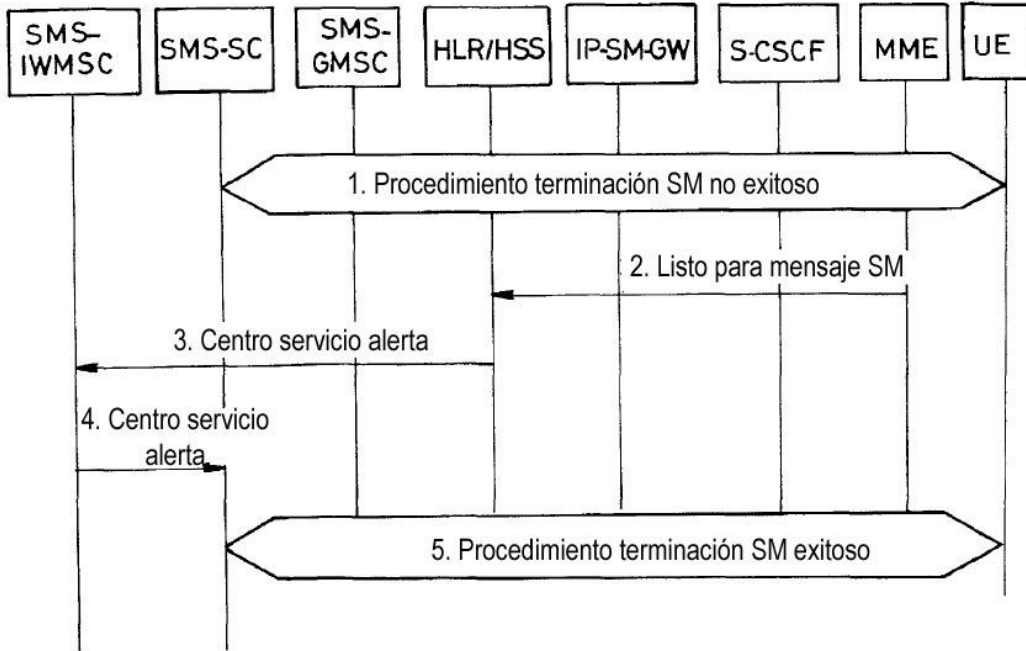 SMS-
IWMSC
SMS-SC
SMS-
GMSC
HLR/HSS
IP-SM-GW
S-CSCF
MME
UE
1. Procedimiento terminación SM no exitoso
2. Listo para mensaje SM
3. Centro servicio alerta
4. Centro servicio
alerta
5. Procedimiento terminación SM exitoso